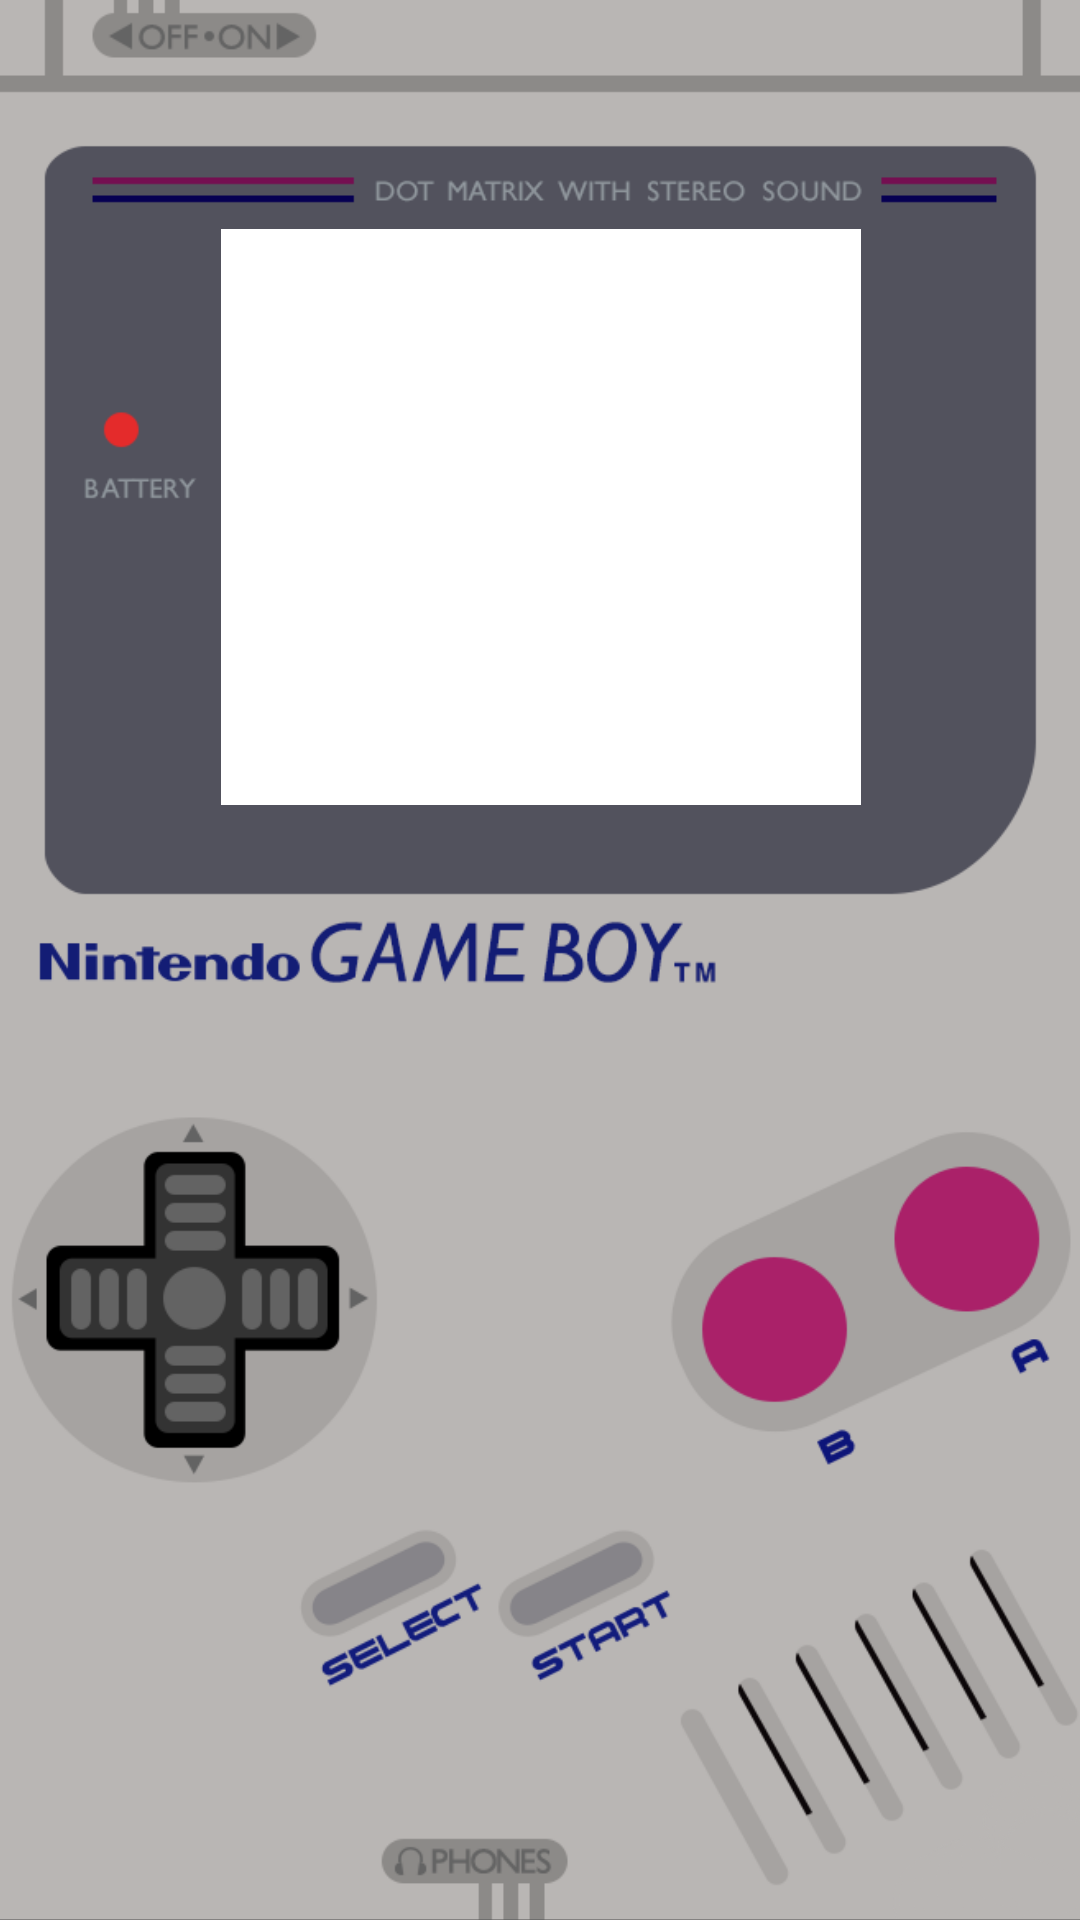 ◀OFF•ON▶
DOT MATRIX WITH STEREO SOUND
BATTERY
Nintendo GAME BOY TM
A
B
SELECT
START
PHONES